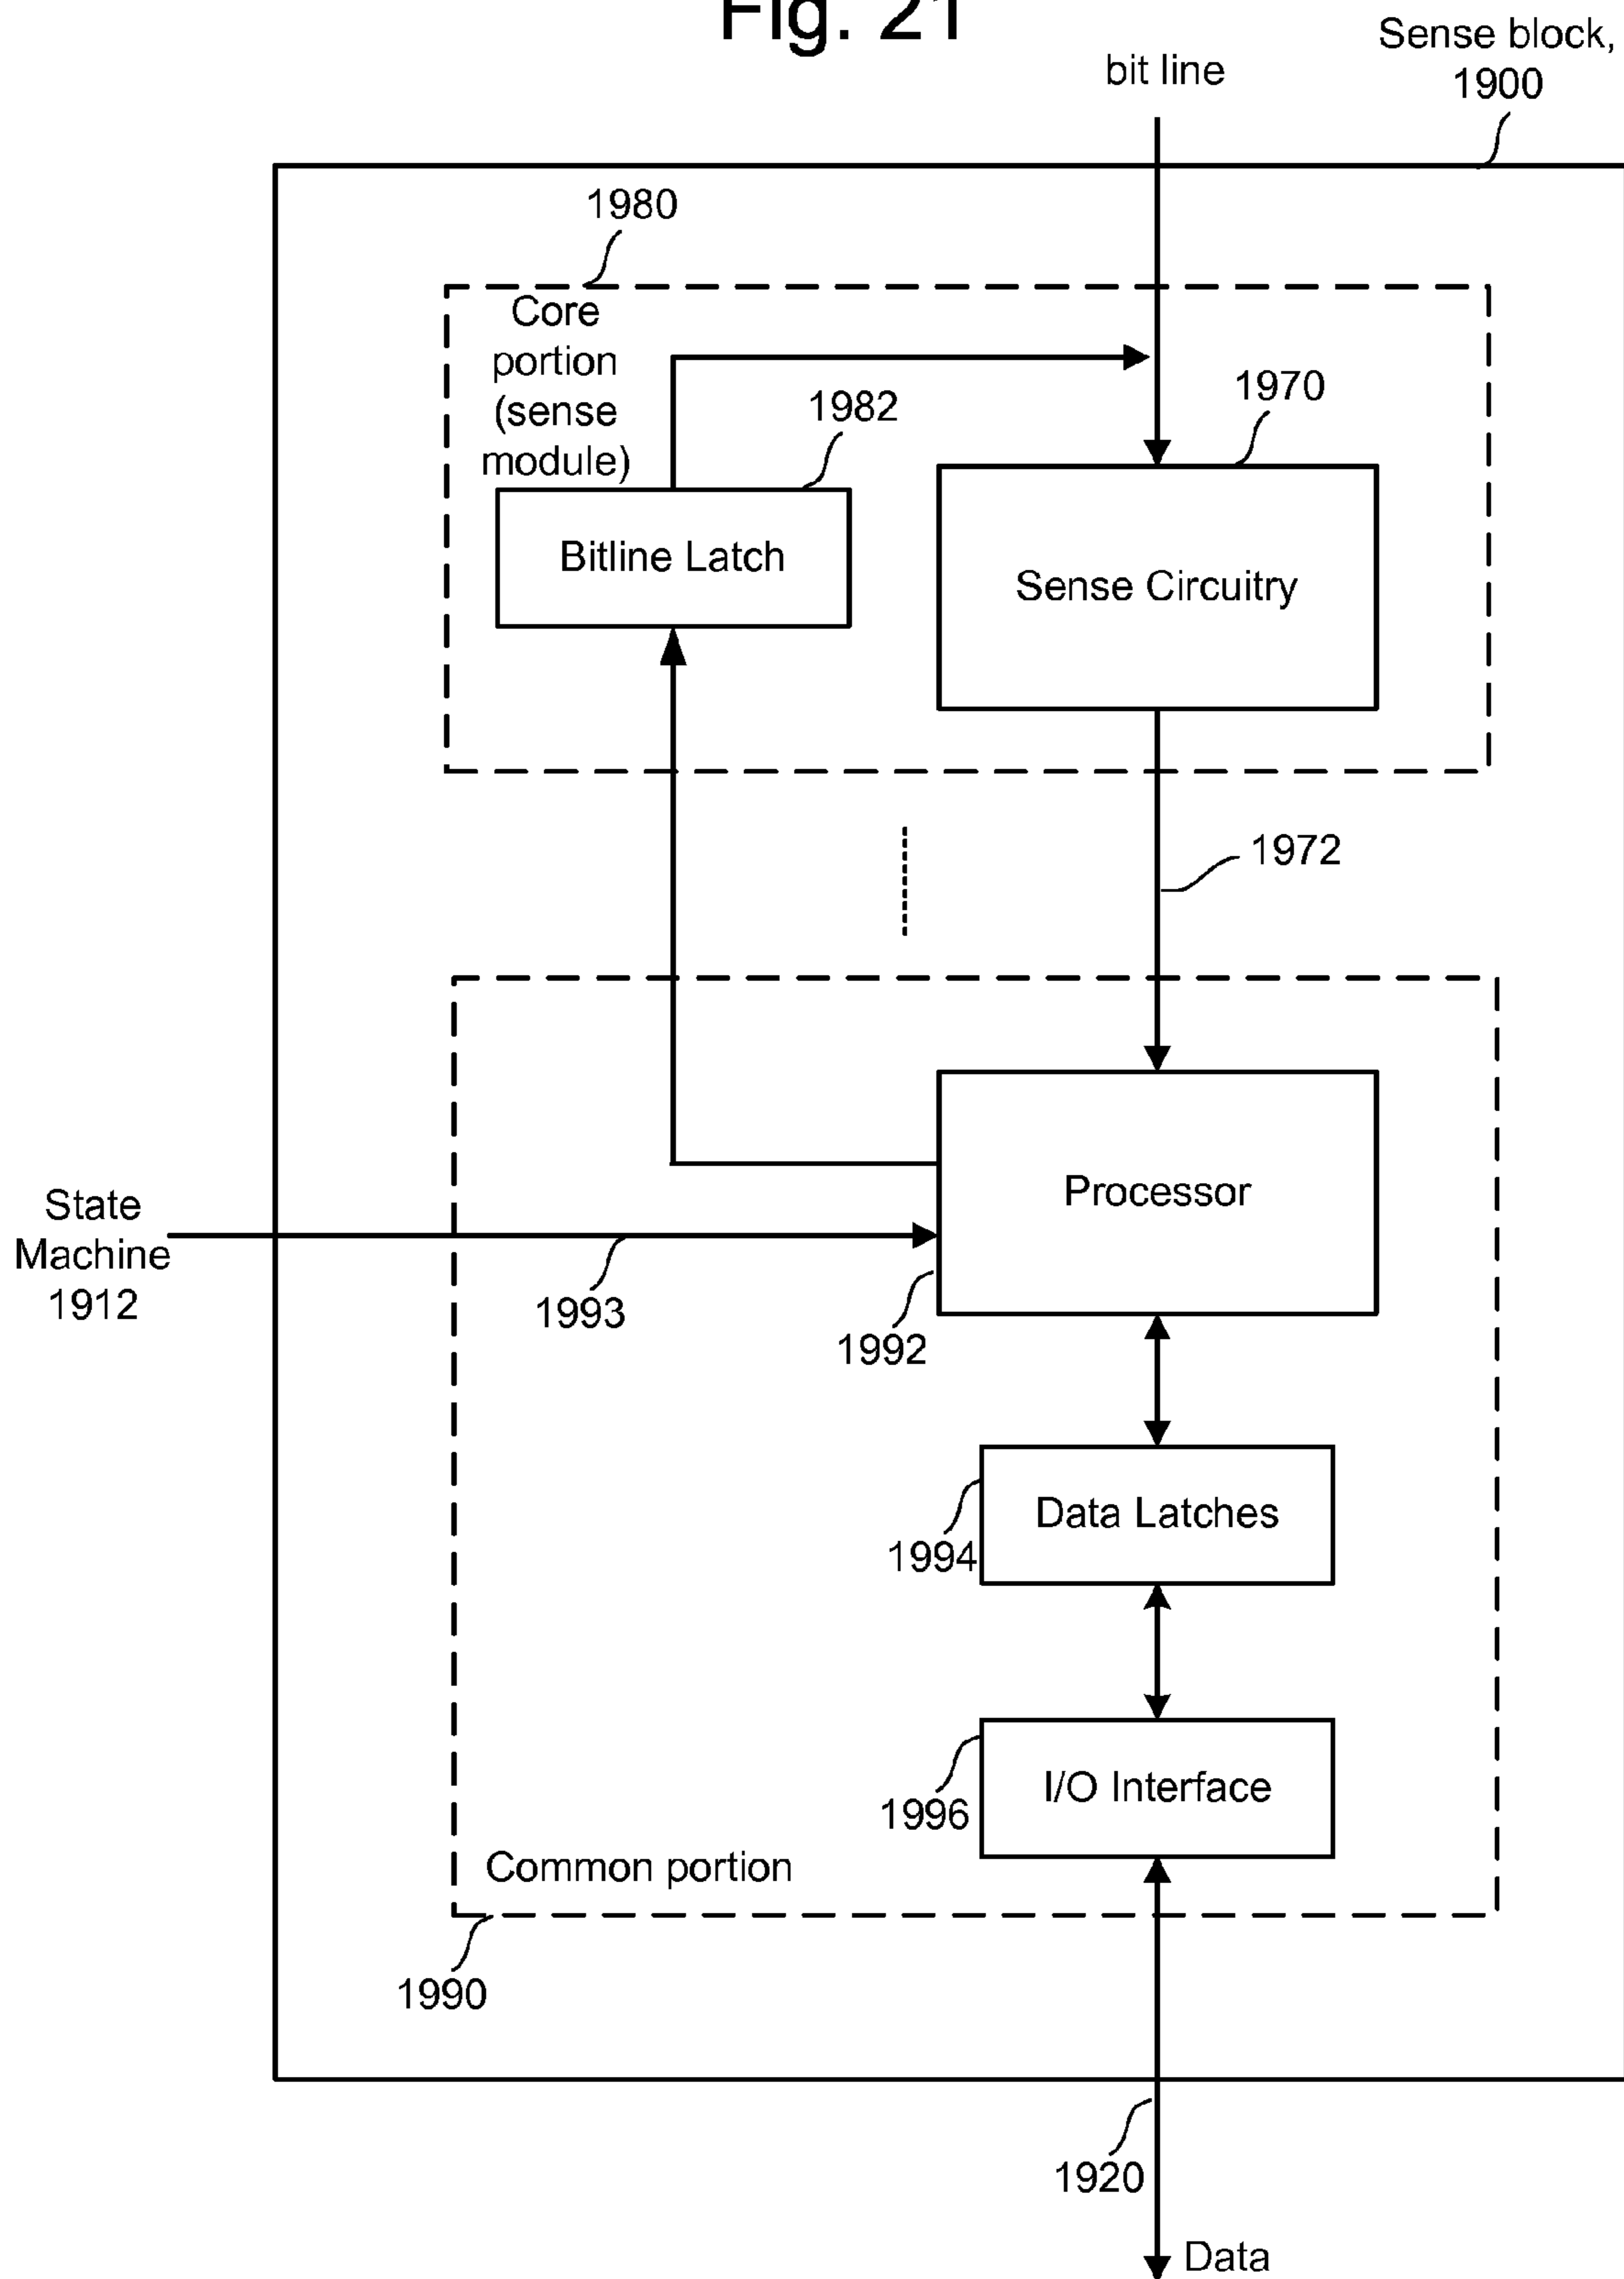 Fig. 21
Sense block,
1900
bit line
1980
Core
portion
(sense
module)
1982
1970
Bitline Latch
Sense Circuitry
1972
Processor
State
Machine
1912
1993
1992
Data Latches
1994
I/O Interface
1996
Common portion
1990
1920
Data